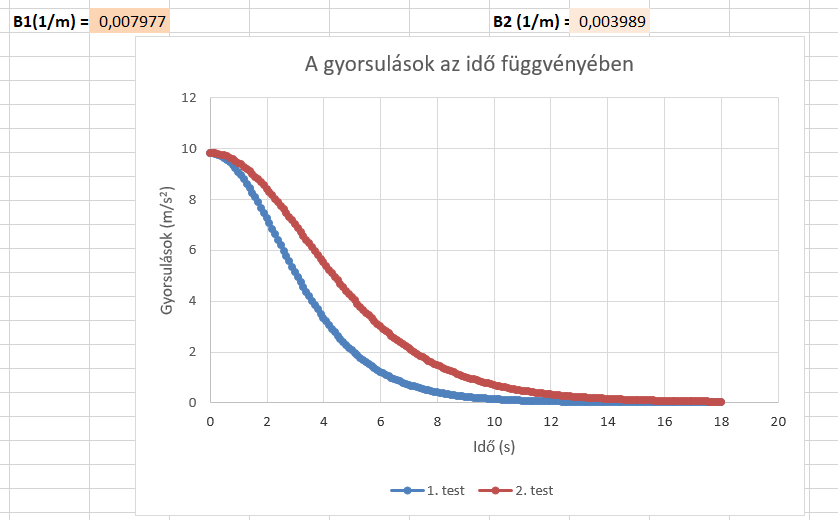 B1(1/m) = 0,007977 B2 (1/m) = 0,003989
A gyorsulások az idő függvényében
12
10
8
6
4
2
0
Gyorsulások (m/s²)
0 2 4 6 8 10 12 14 16 18 20
Idő (s)
1. test 2. test